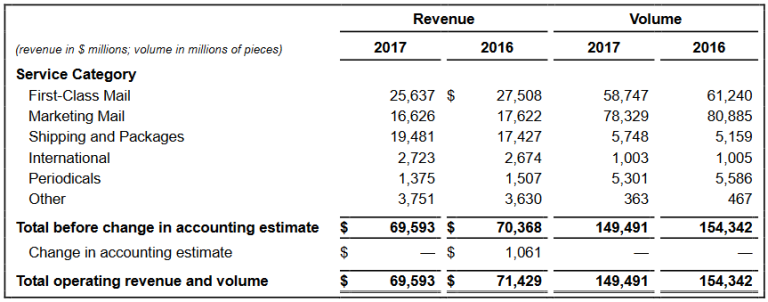 Revenue Volume
(revenue in $ millions; volume in millions of pieces) 2017 2016 2017 2016
Service Category
First-Class Mail 25,637 $ 27,508 58,747 61,240
Marketing Mail 16,626 17,622 78,329 80,885
Shipping and Packages 19,481 17,427 5,748 5,159
International 2,723 2,674 1,003 1,005
Periodicals 1,375 1,507 5,301 5,586
Other 3,751 3,630 363 467
Total before change in accounting estimate $ 69,593 $ 70,368 149,491 154,342
Change in accounting estimate $ — $ 1,061 — —
Total operating revenue and volume $ 69,593 $ 71,429 149,491 154,342